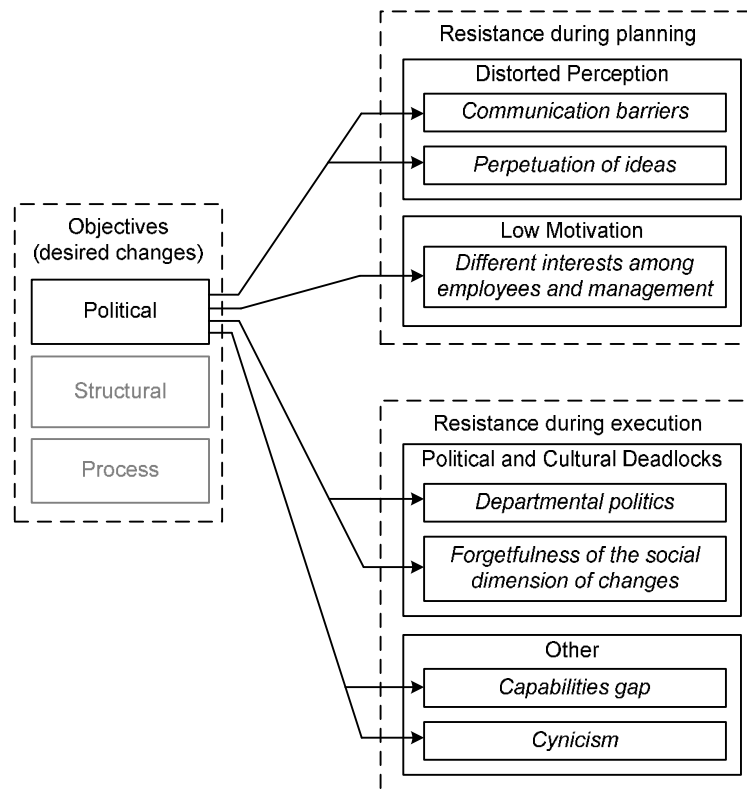 Objectives
(desired changes)
Political
Structural
Process
Resistance during planning
Distorted Perception
Communication barriers
Perpetuation of ideas
Low Motivation
Different interests among
employees and management
Resistance during execution
Political and Cultural Deadlocks
Departmental politics
Forgetfulness of the social
dimension of changes
Other
Capabilities gap
Cynicism